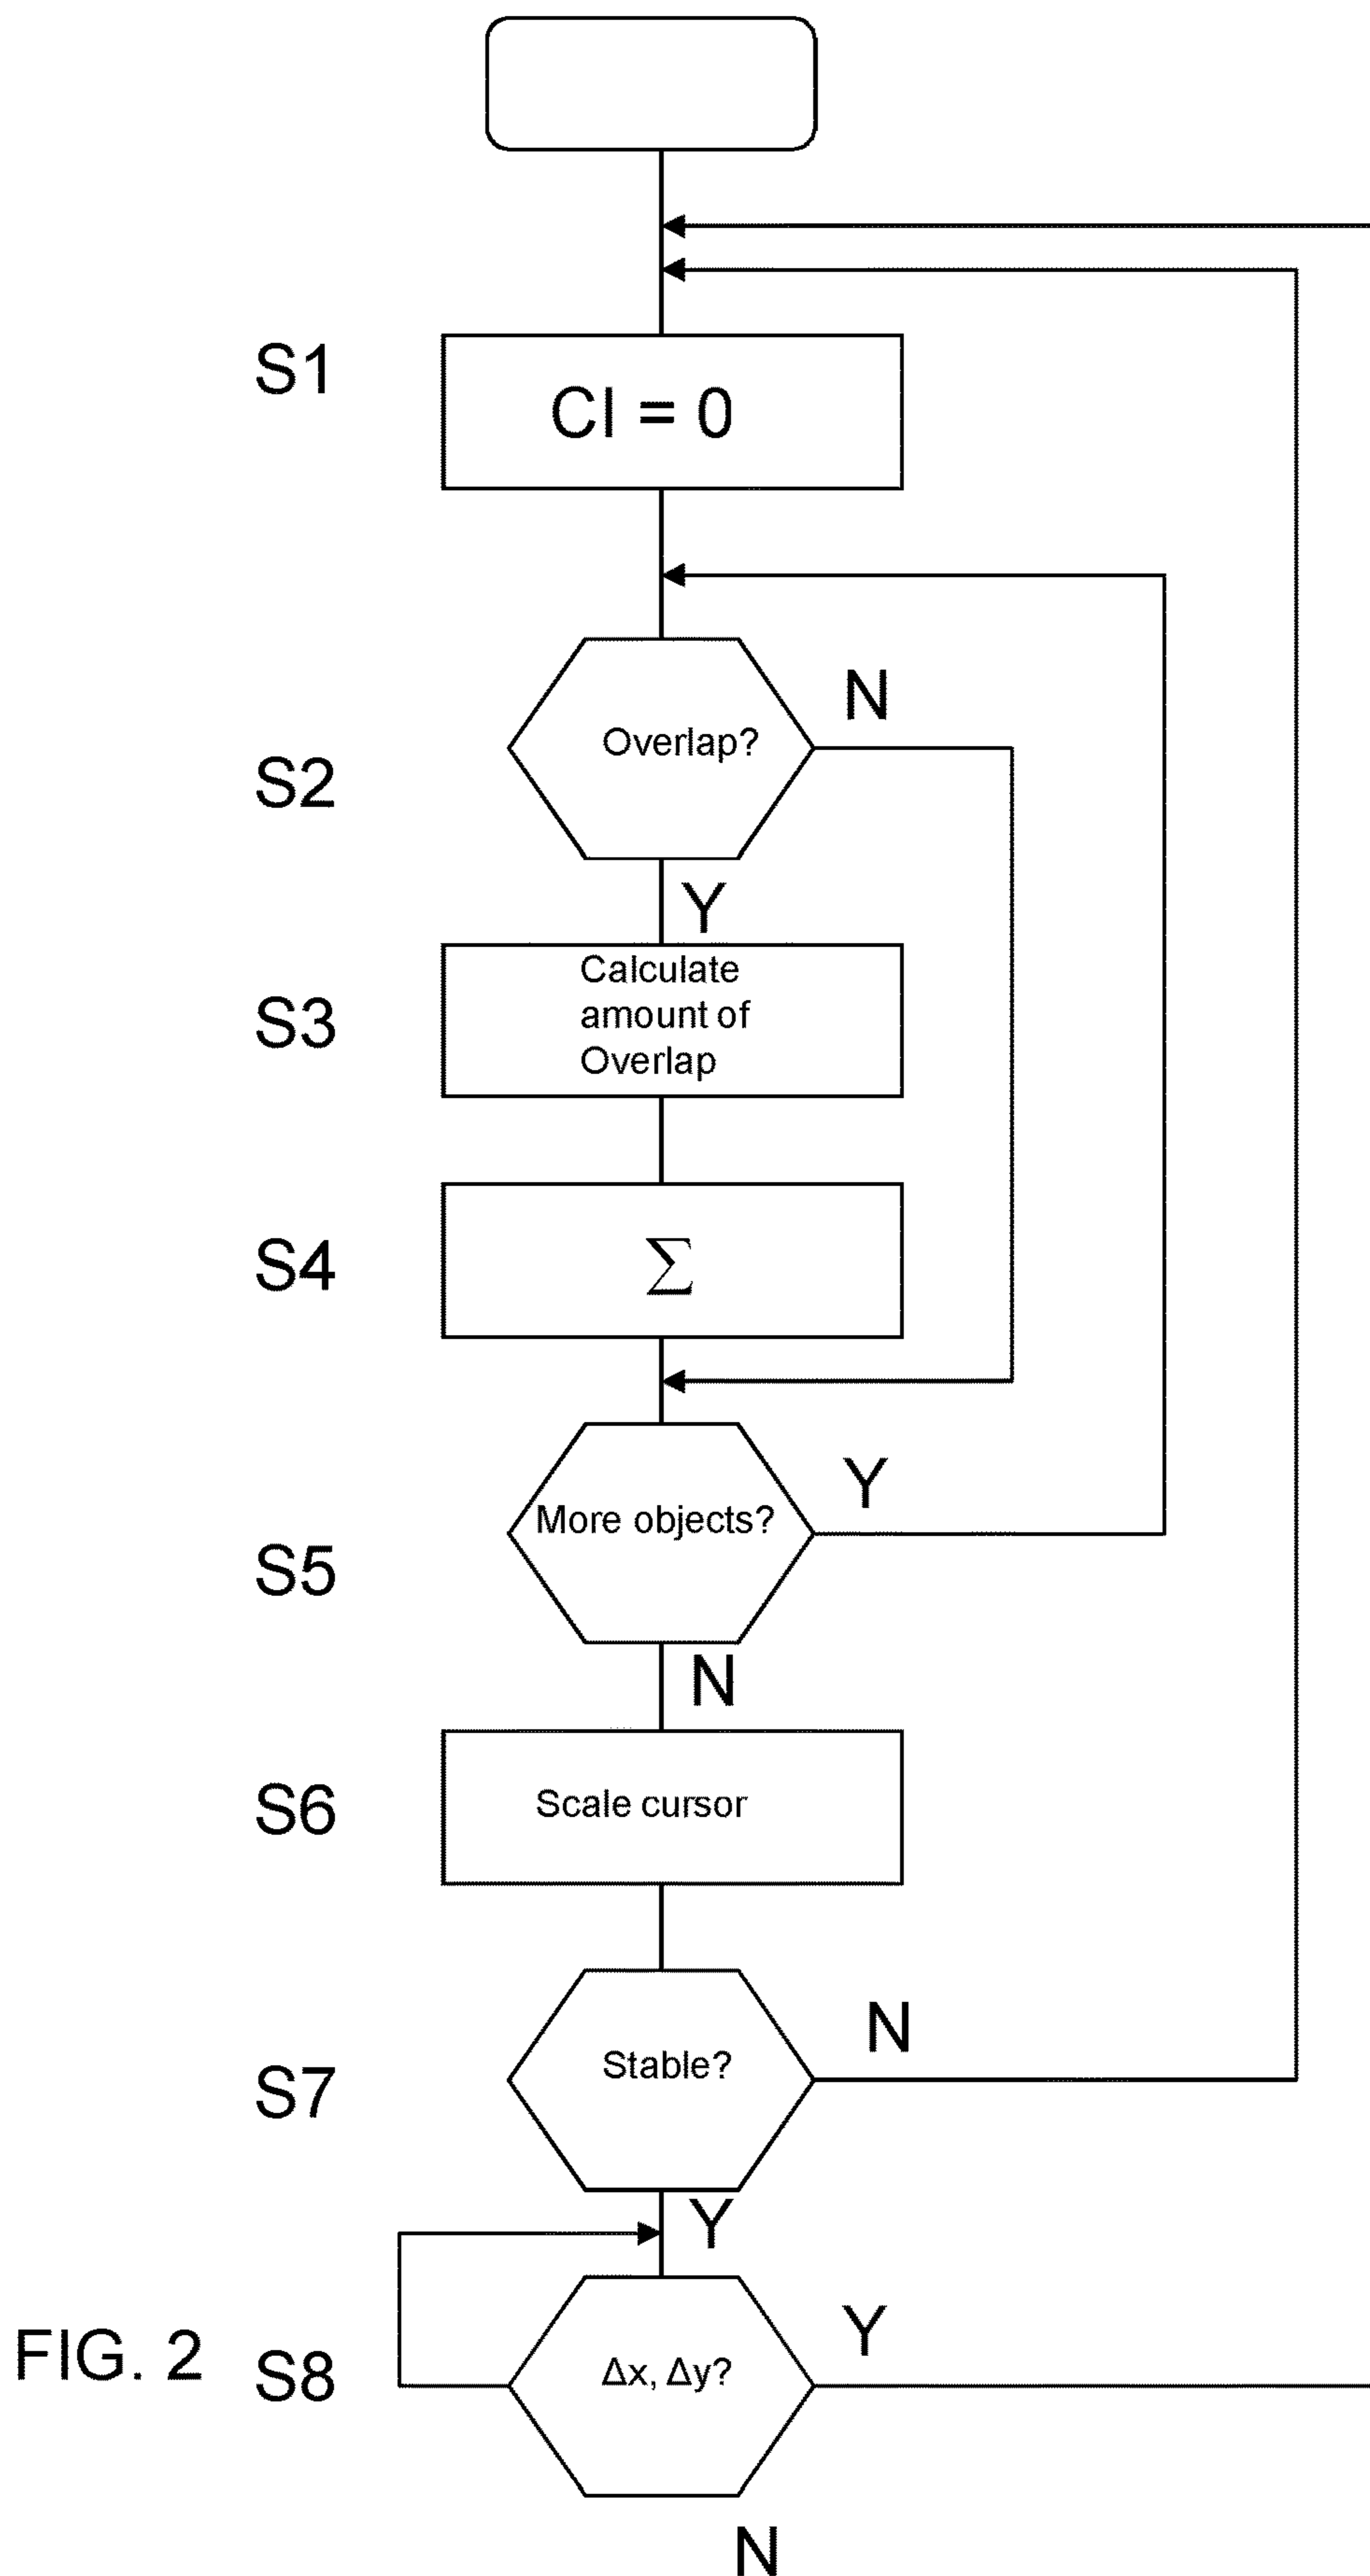 S1
CI = 0
N
Overlap?
S2
Y
Calculate
amount of
Overlap
S3
S4
Σ
Y
More objects?
S5
N
Scale cursor
S6
N
Stable?
S7
Y
Y
FIG. 2
S8
Δx, Δy?
N